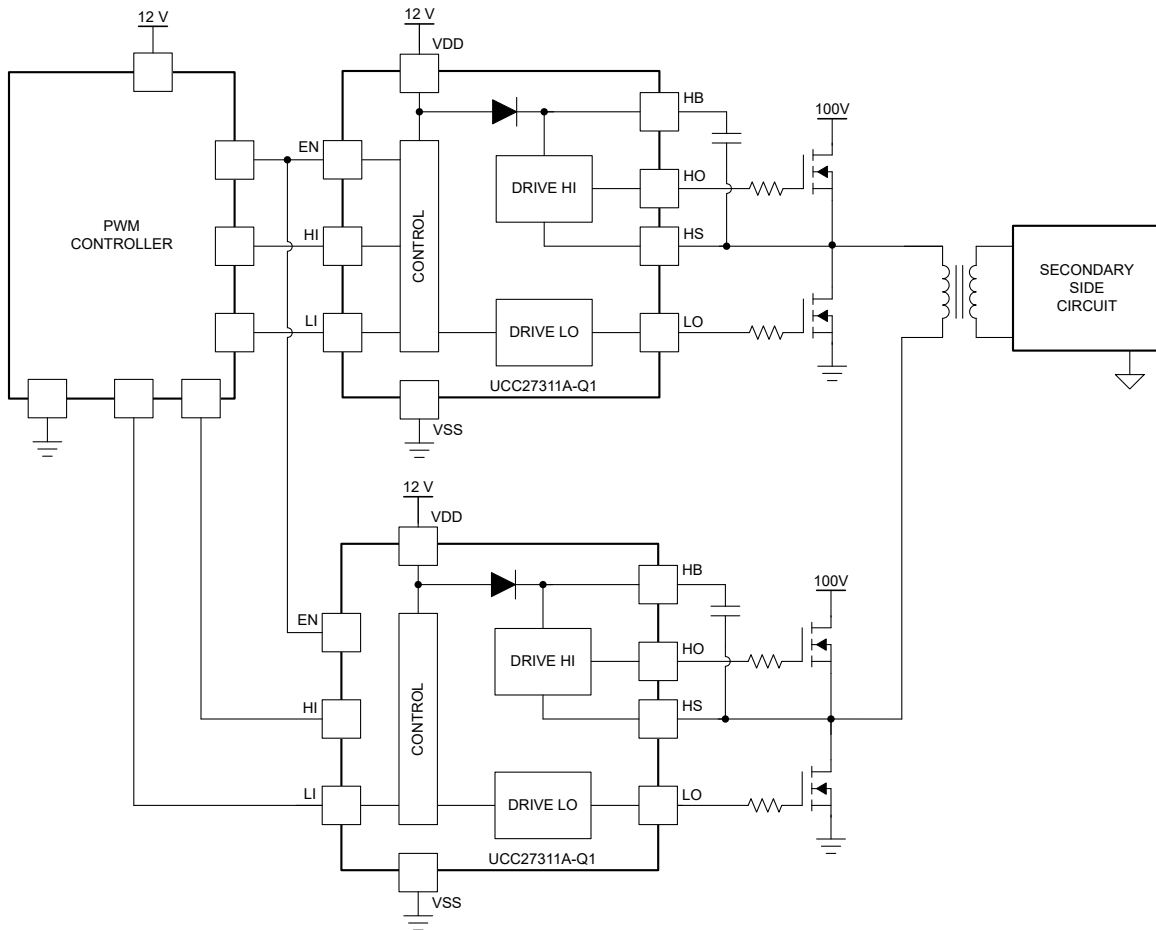 12 V
12 V
VDD
HB
100V
EN
DRIVE HI
HO
PWM
CONTROLLER
HI
CONTROL
HS
SECONDARY
SIDE
CIRCUIT
LI
DRIVE LO
LO
UCC27311A-Q1
VSS
12 V
VDD
HB
100V
EN
DRIVE HI
HO
HI
CONTROL
HS
LI
DRIVE LO
LO
UCC27311A-Q1
VSS